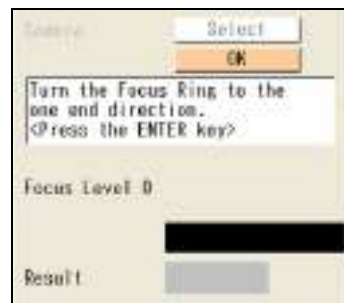 Camera Select
OK
Turn the Focus Ring to the
one end direction.
<Press the ENTER key>
Focus Level 0
Result